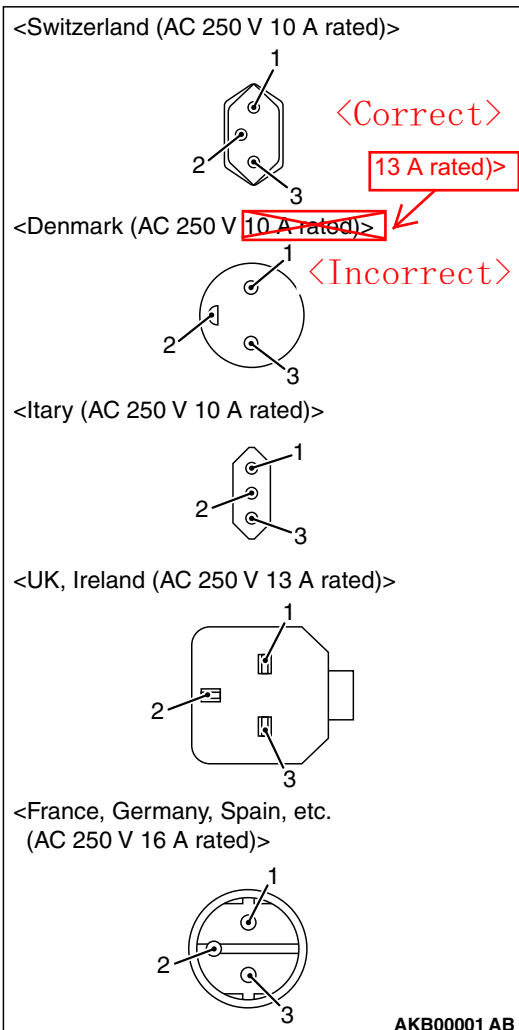 <Switzerland (AC 250 V 10 A rated)>
1
<Correct>
2
3
13 A rated)>
<Denmark (AC 250 V 10 A rated)>
1
<Incorrect>
2
3
<Itary (AC 250 V 10 A rated)>
1
2
3
<UK, Ireland (AC 250 V 13 A rated)>
1
2
3
<France, Germany, Spain, etc.
(AC 250 V 16 A rated)>
1
2
3
AKB00001 AB